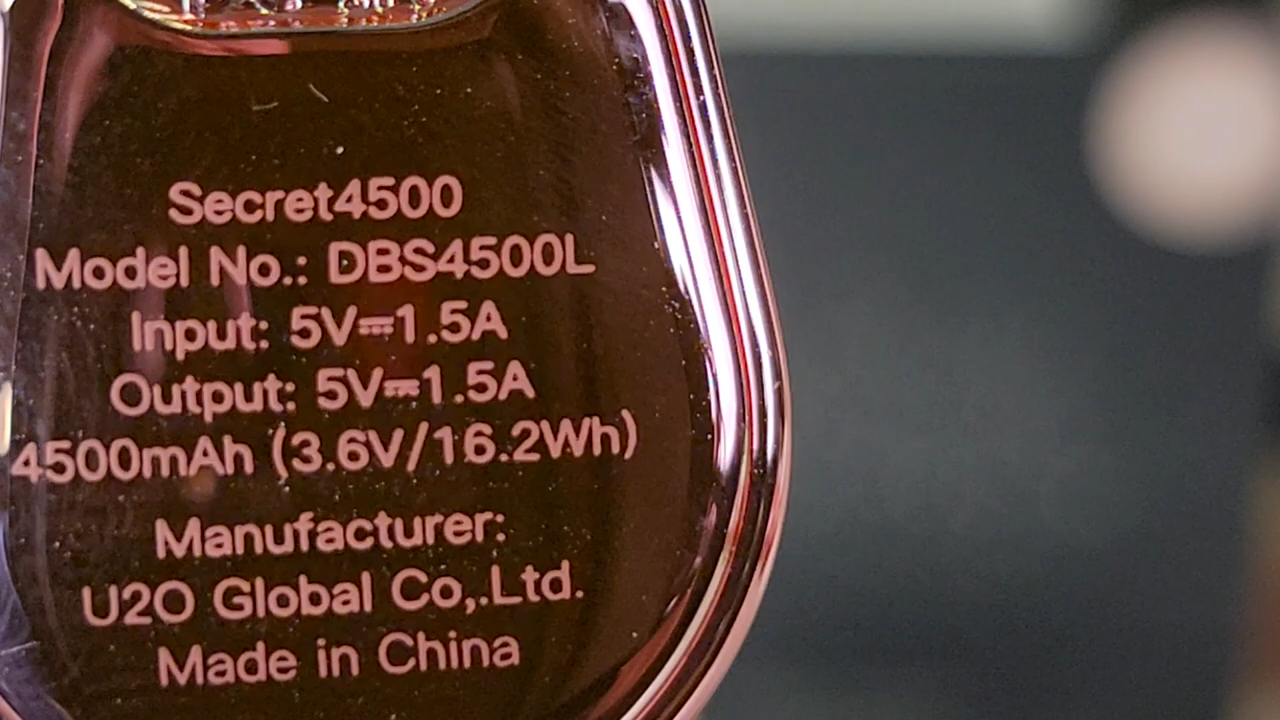 Secret4500
Model No.: DBS4500L
Input: 5V⎓1.5A
Output: 5V⎓1.5A
4500mAh (3.6V/16.2Wh)
Manufacturer:
U2O Global Co,.Ltd.
Made in China